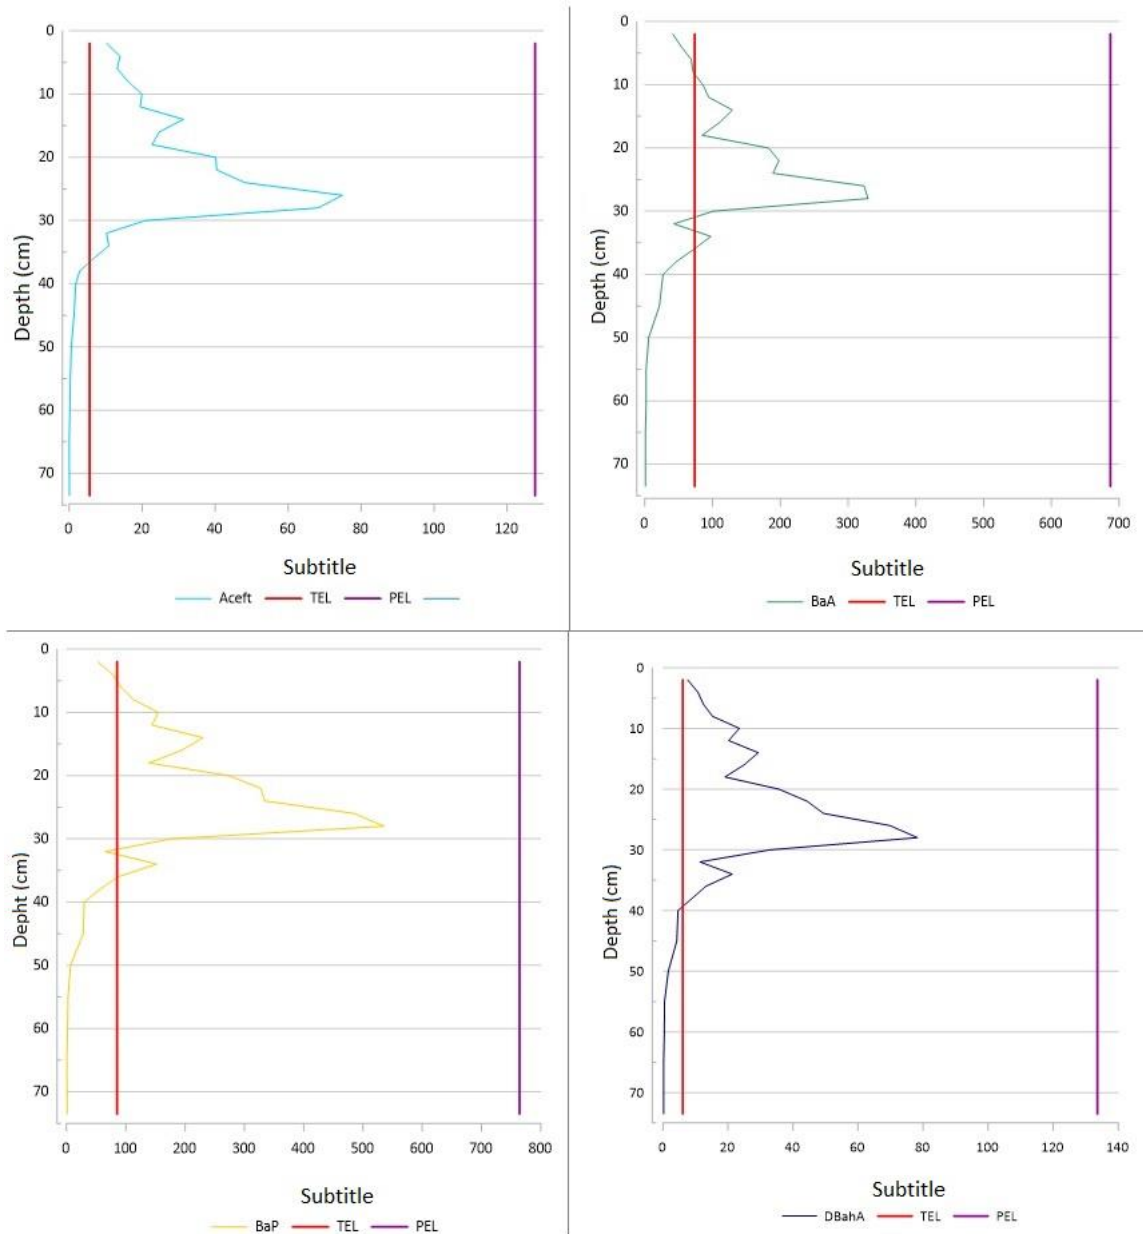 0
10
20
30
40
50
60
70
Depth (cm)
0 20 40 60 80 100 120
Subtitle
Aceft TEL PEL
0
10
20
30
40
50
60
70
Depth (cm)
0 100 200 300 400 500 600 700
Subtitle
BaA TEL PEL
0
10
20
30
40
50
60
70
Depht (cm)
0 100 200 300 400 500 600 700 800
Subtitle
BaP TEL PEL
0
10
20
30
40
50
60
70
Depth (cm)
0 20 40 60 80 100 120 140
Subtitle
DBahA TEL PEL